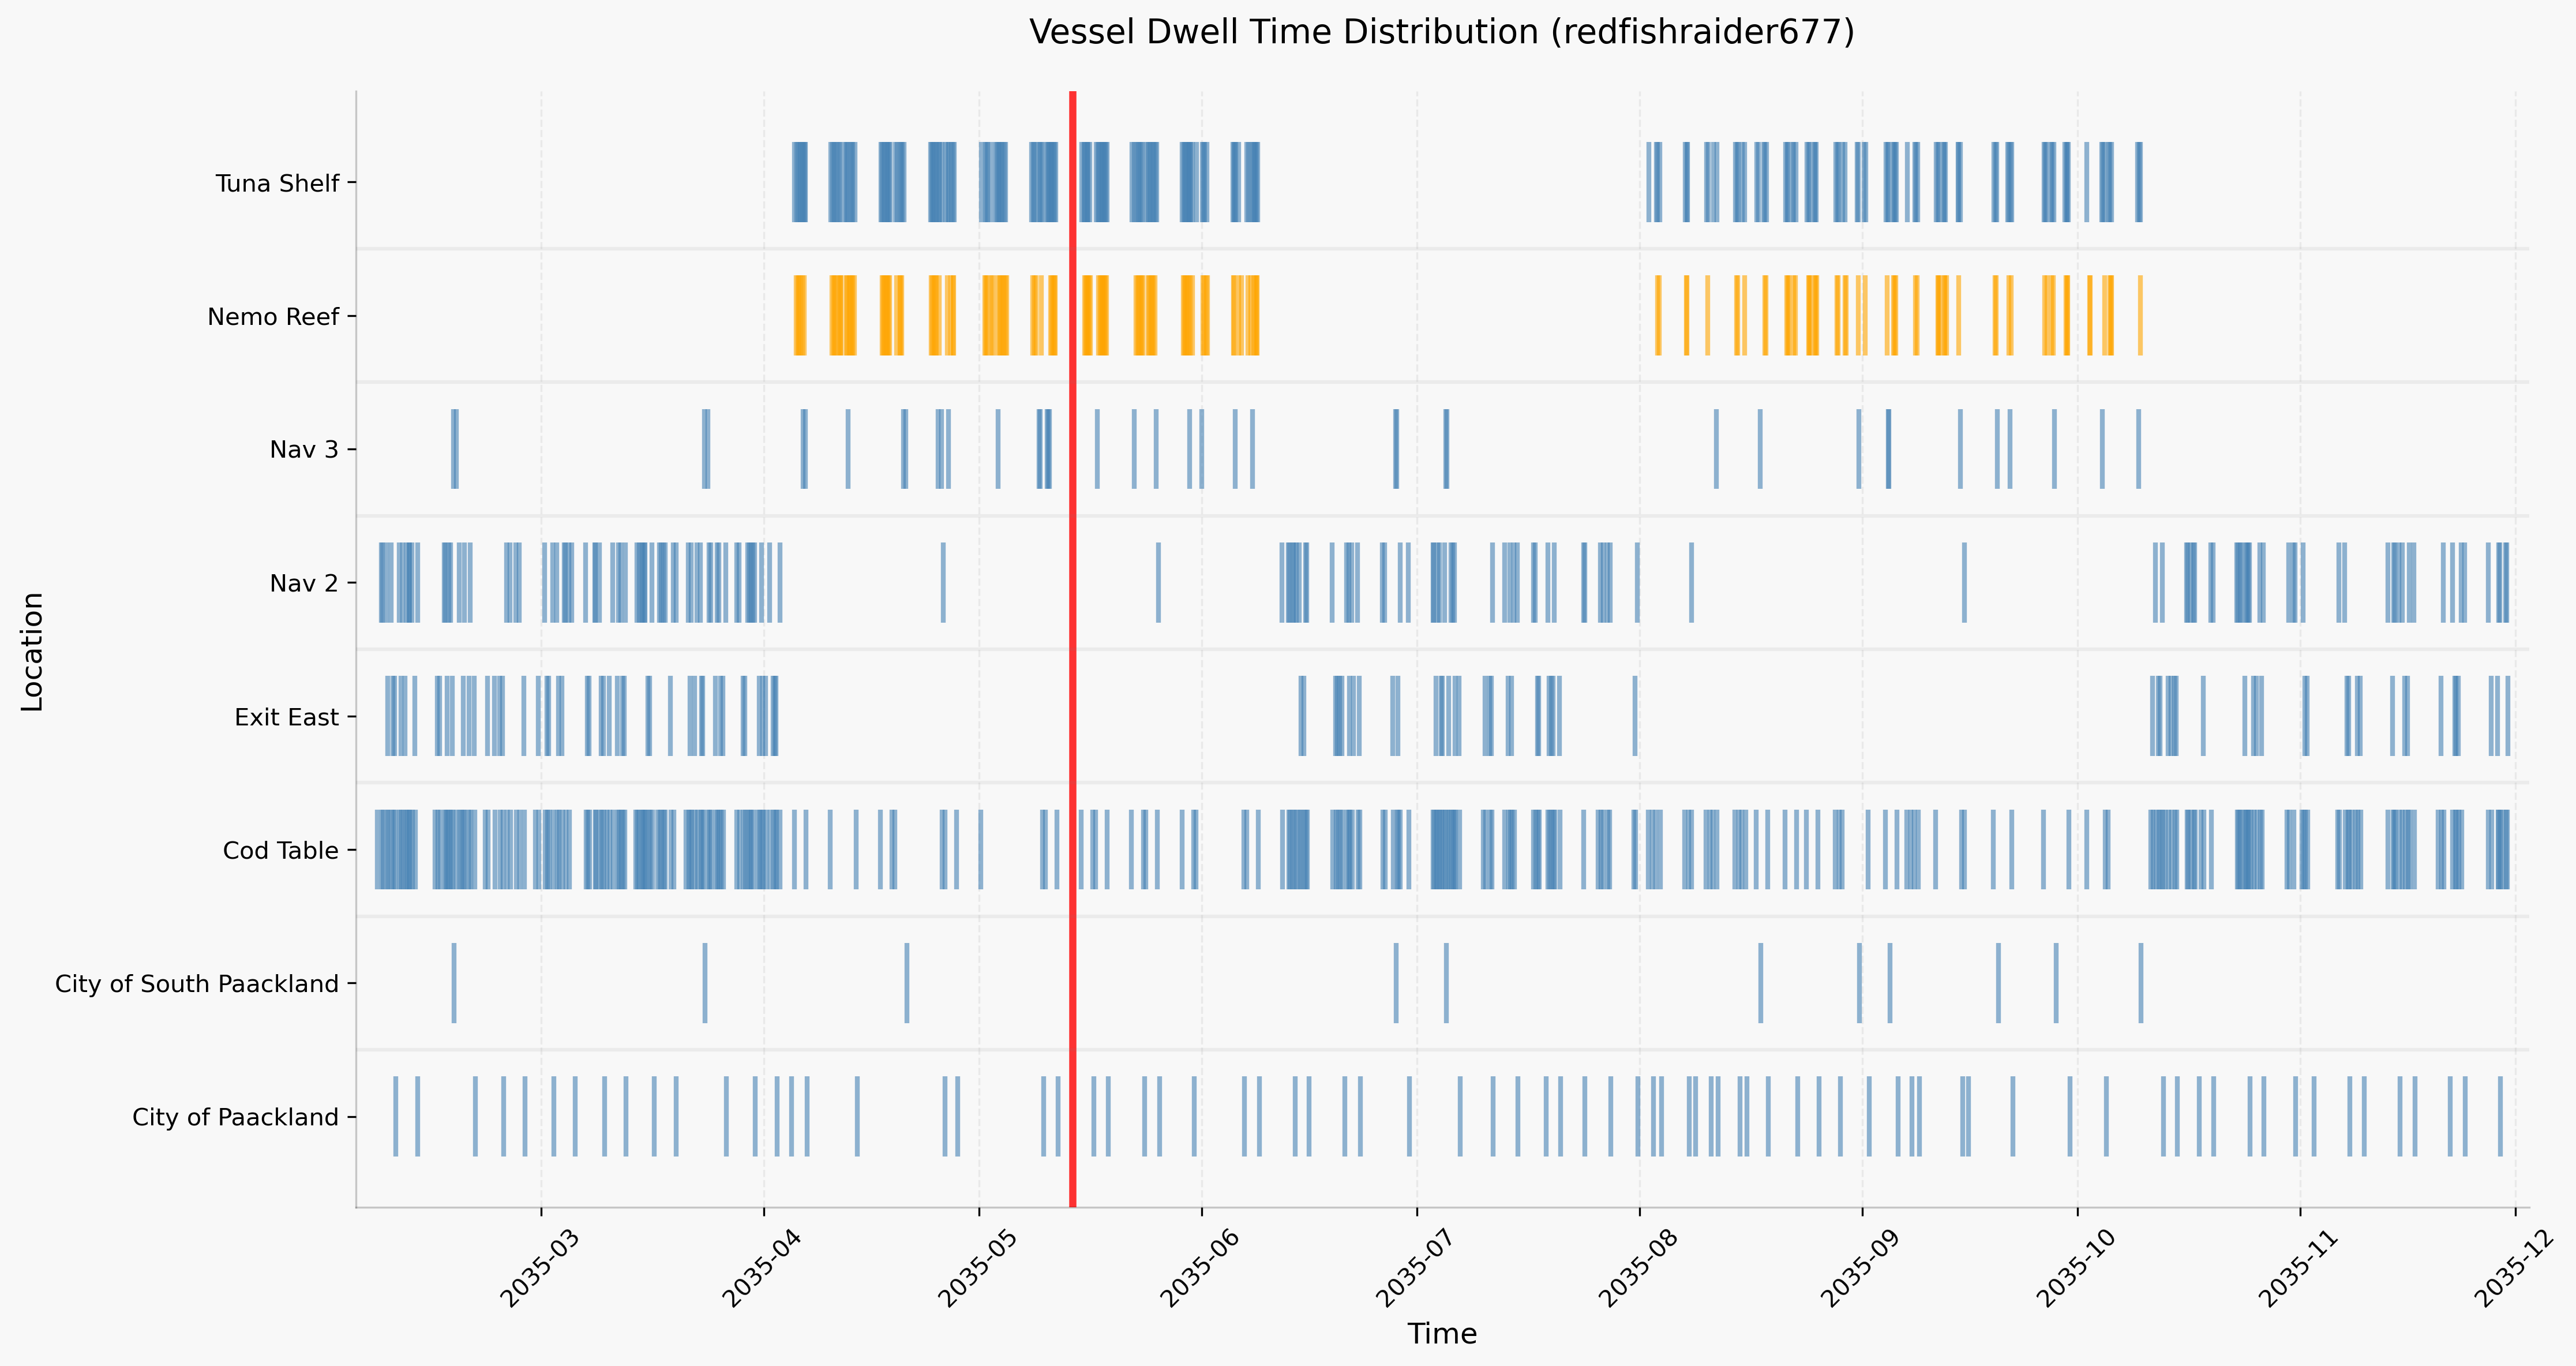 Vessel Dwell Time Distribution (redfishraider677)
Location
Tuna Shelf
Nemo Reef
Nav 3
Nav 2
Exit East
Cod Table
City of South Paackland
City of Paackland
2035-03
2035-04
2035-05
2035-06
2035-07
2035-08
2035-09
2035-10
2035-11
2035-12
Time